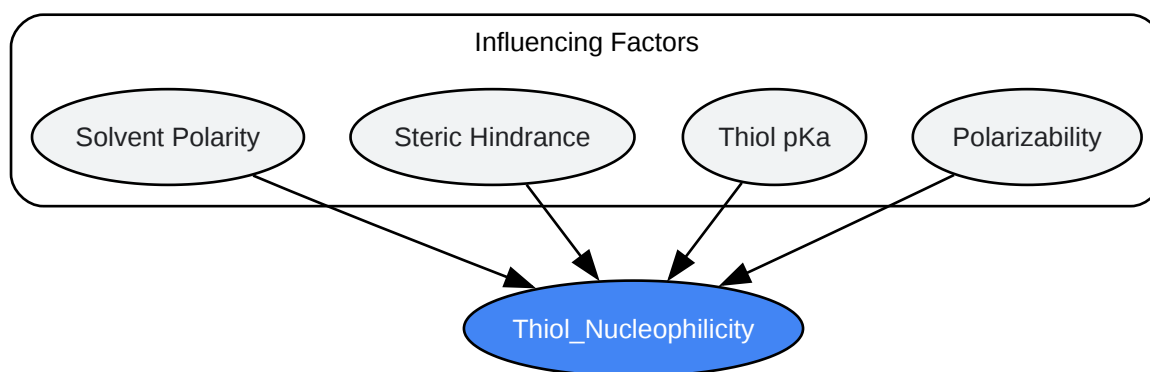 Influencing Factors
Solvent Polarity
Steric Hindrance
Thiol pKa
Polarizability
Thiol_Nucleophilicity